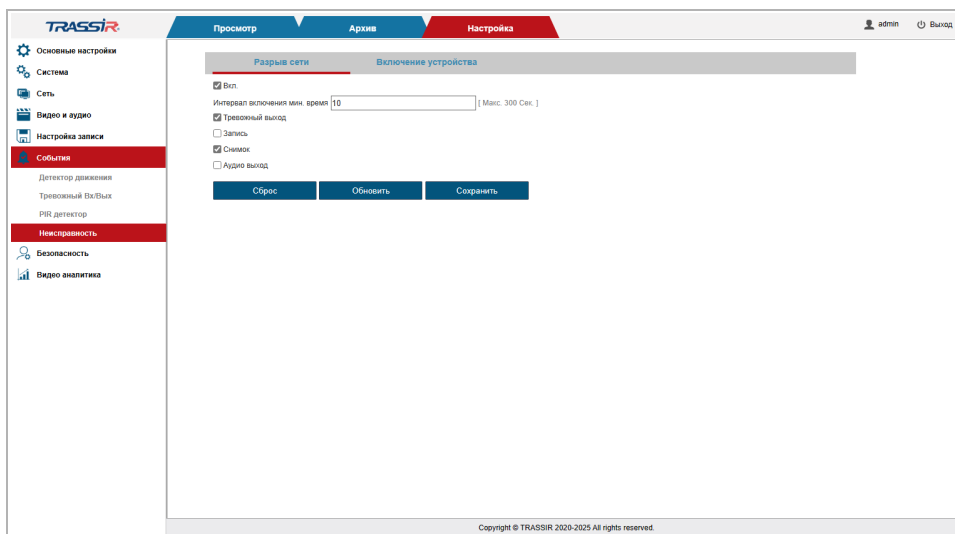 TRASSIR
Просмотр
Архив
Настройка
admin
Выход
Основные настройки
Система
Сеть
Видео и аудио
Настройка записи
События
Детектор движения
Тревожный Вх/Вых
PIR детектор
Неисправность
Безопасность
Видео аналитика
Разрыв сети
Включение устройства
Вкл.
Интервал включения мин. время 10 [ Макс. 300 Сек. ]
Тревожный выход
Запись
Снимок
Аудио выход
Сброс
Обновить
Сохранить
Copyright © TRASSIR 2020-2025 All rights reserved.